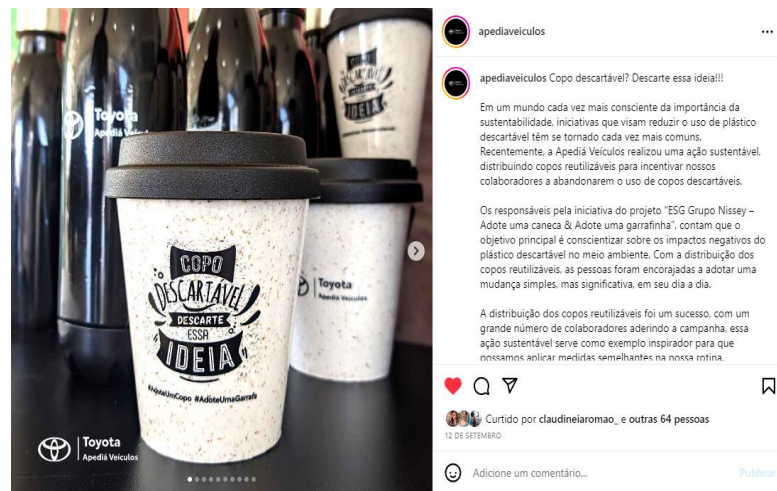 Toyota
Apediá Veículos
COPO
DESCARTÁVEL
DESCARTE
ESSA
IDEIA
Toyota
Apediá Veículos
COPO
DESCARTÁVEL
DESCARTE
ESSA
IDEIA
#AdoteUmCopo #AdoteUmaGarrafa
Toyota
Apediá Veículos
apediaveiculos
apediaveiculos Copo descartável? Descarte essa ideia!!!
Em um mundo cada vez mais consciente da importância da
sustentabilidade, iniciativas que visam reduzir o uso de plástico
descartável têm se tornado cada vez mais comuns.
Recentemente, a Apediá Veículos realizou uma ação sustentável,
distribuindo copos reutilizáveis para incentivar nossos
colaboradores a abandonarem o uso de copos descartáveis.
Os responsáveis pela iniciativa do projeto "ESG Grupo Nissey –
Adote uma caneca & Adote uma garrafinha", contam que o
objetivo principal é conscientizar sobre os impactos negativos do
plástico descartável no meio ambiente. Com a distribuição dos
copos reutilizáveis, as pessoas foram encorajadas a adotar uma
mudança simples, mas significativa, em seu dia a dia.
A distribuição dos copos reutilizáveis foi um sucesso, com um
grande número de colaboradores aderindo a campanha, essa
ação sustentável serve como exemplo inspirador para que
possamos aplicar medidas semelhantes na nossa rotina.
Curtido por claudineiaromao_ e outras 64 pessoas
12 DE SETEMBRO
Adicione um comentário...
Publicar